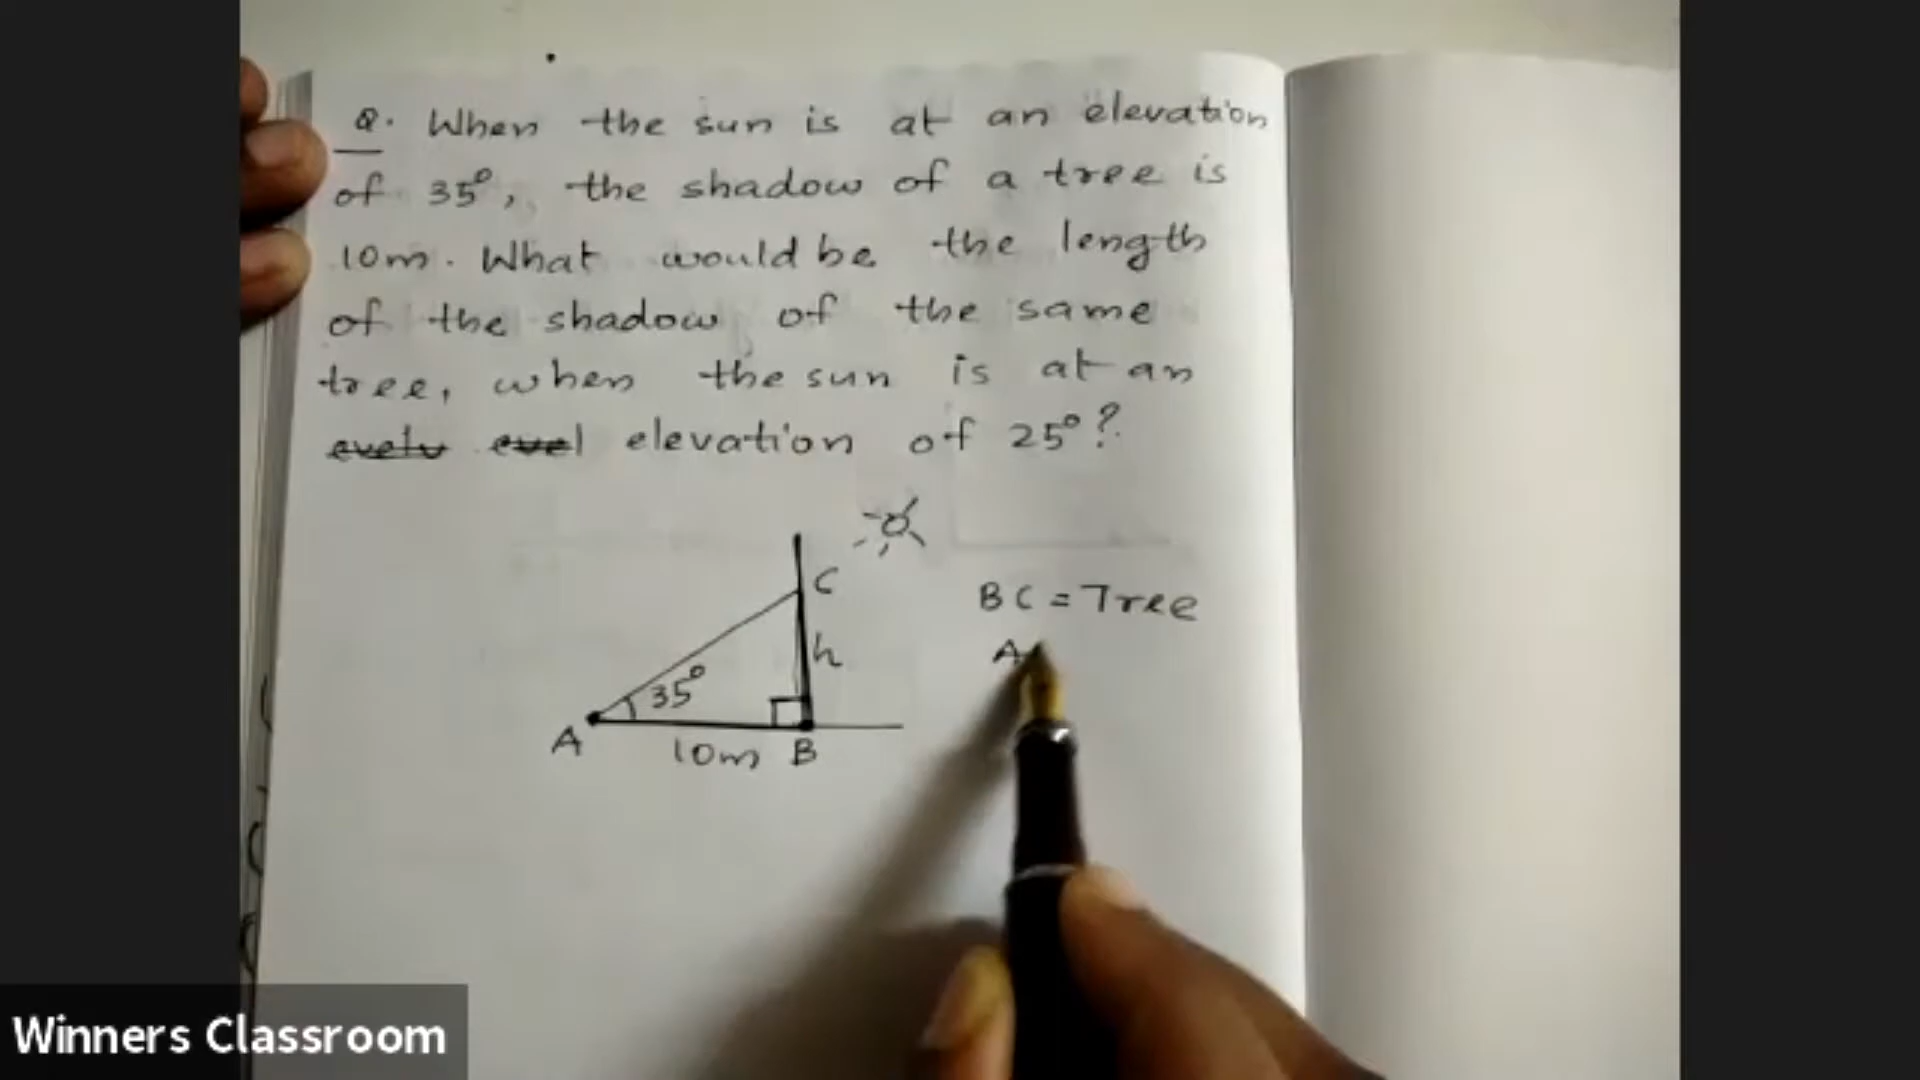 Q. When the sun is at an elevation
of 35°, the shadow of a tree is
10m. What would be the length
of the shadow of the same
tree, when the sun is at an
evelv evel elevation of 25°?
C
BC = Tree
h
A
35°
A
10m B
Winners Classroom